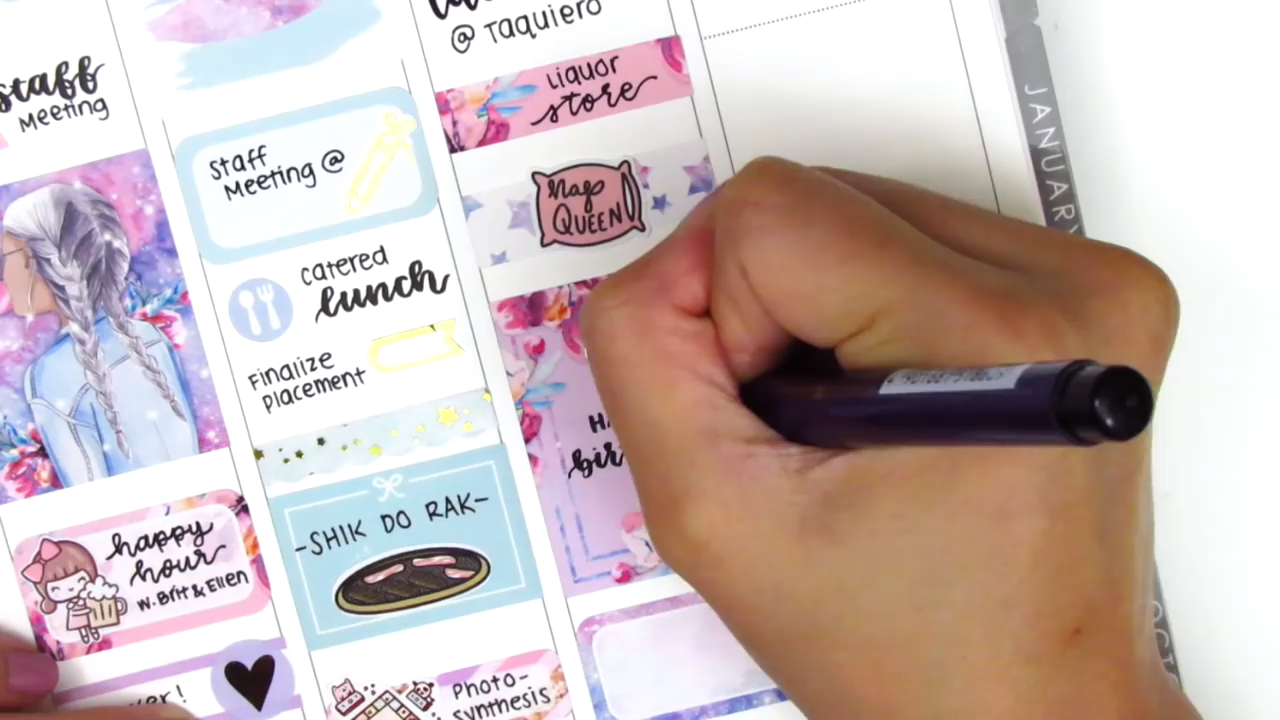 staff
Meeting
happy
hour
w. Brit & Ellen
Staff
Meeting @
catered
lunch
Finalize
Placement
-SHIK DO RAK-
Photo-
synthesis
@ Taquiero
Liquor
store
nap
QUEEN
JANUARY